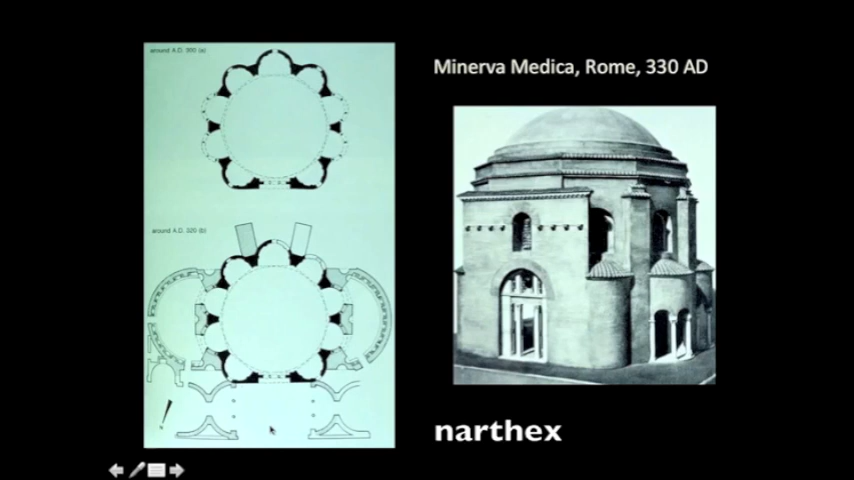 around A.D. 300 (a)
Minerva Medica, Rome, 330 AD
around A.D. 320 (b)
narthex